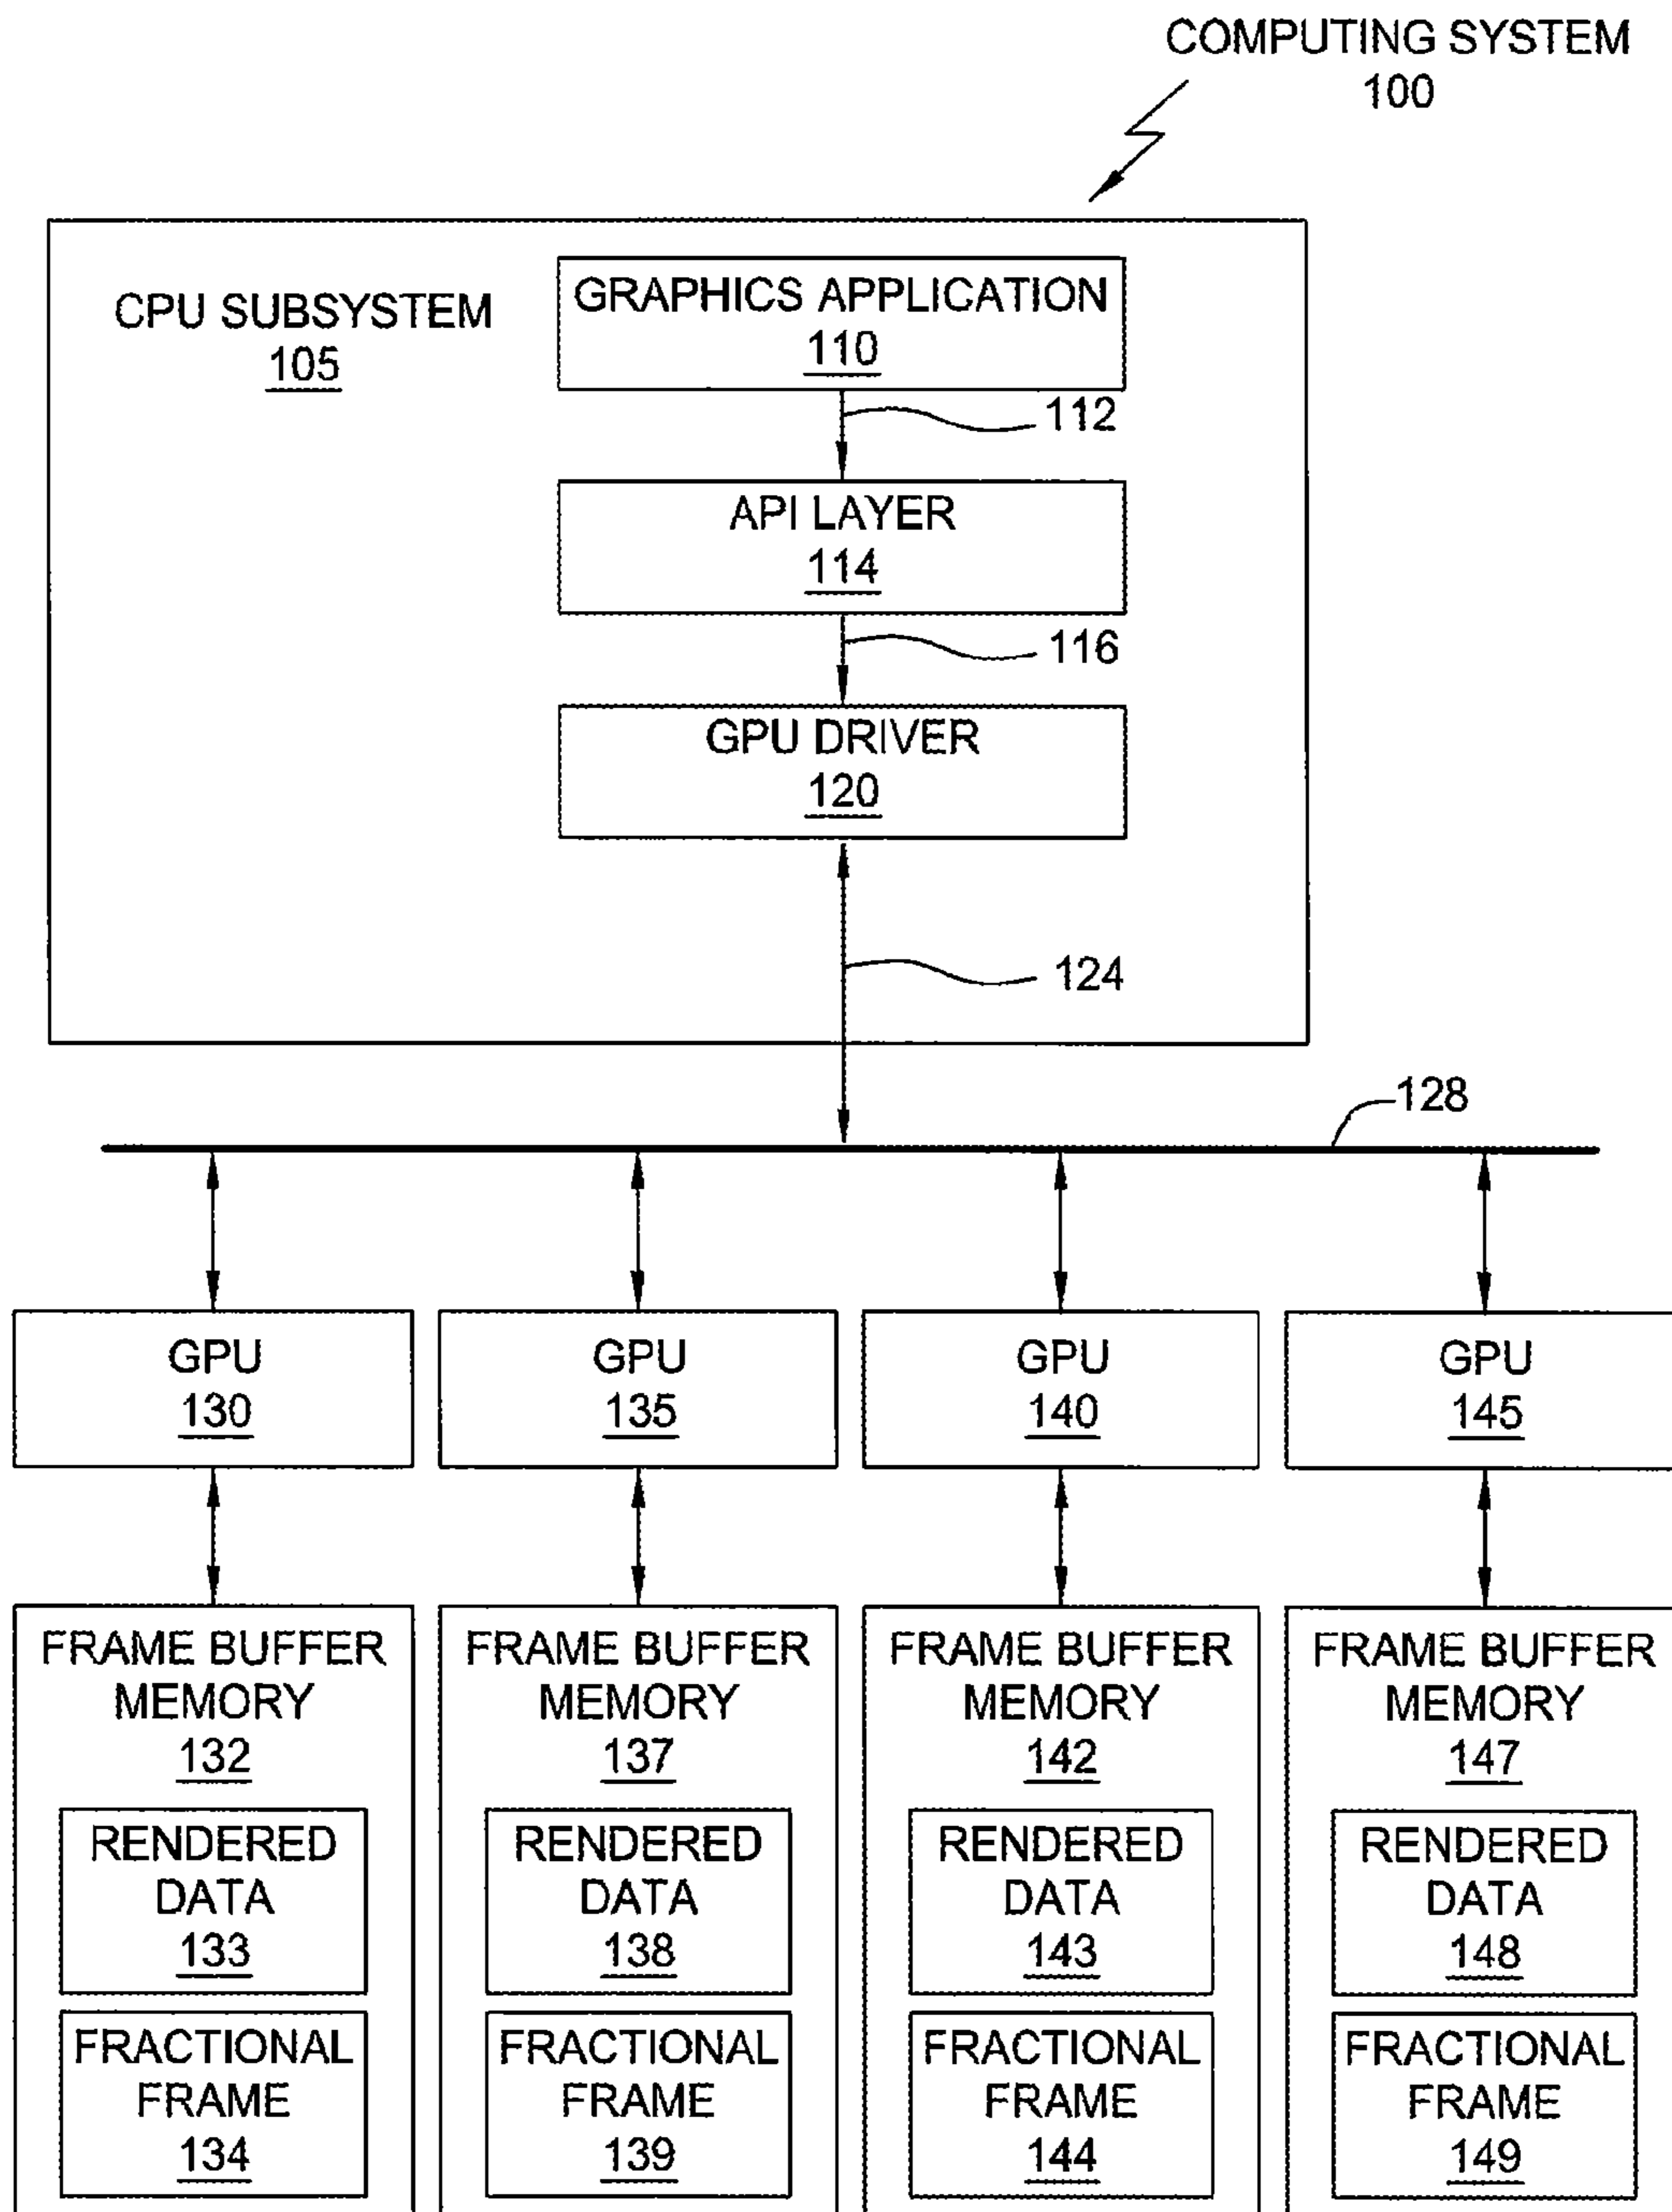 COMPUTING SYSTEM
100
CPU SUBSYSTEM
105
GRAPHICS APPLICATION
110
112
API LAYER
114
116
GPU DRIVER
120
124
128
GPU
130
GPU
135
GPU
140
GPU
145
FRAME BUFFER
MEMORY
132
RENDERED
DATA
133
FRACTIONAL
FRAME
134
FRAME BUFFER
MEMORY
137
RENDERED
DATA
138
FRACTIONAL
FRAME
139
FRAME BUFFER
MEMORY
142
RENDERED
DATA
143
FRACTIONAL
FRAME
144
FRAME BUFFER
MEMORY
147
RENDERED
DATA
148
FRACTIONAL
FRAME
149